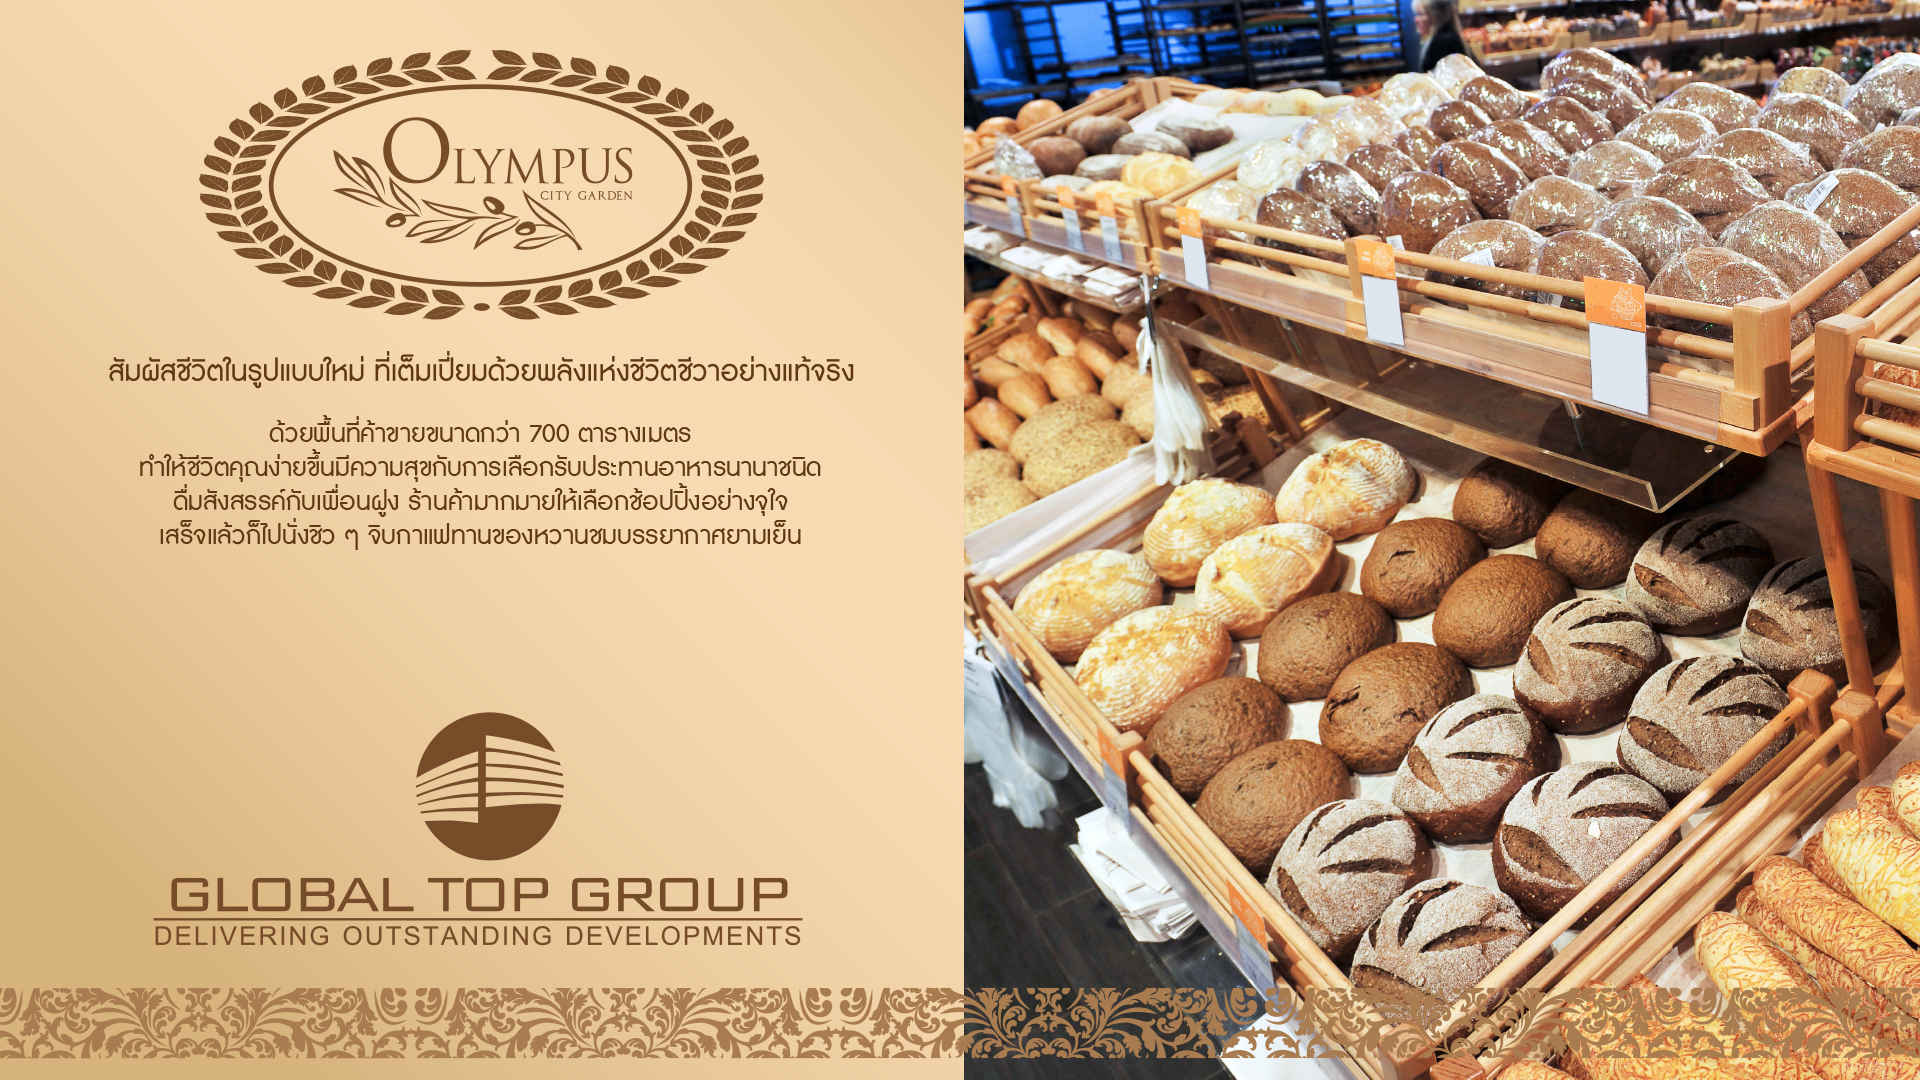 OLYMPUS
CITY GARDEN
สัมผัสชีวิตในรูปแบบใหม่ ที่เต็มเปี่ยมด้วยพลังแห่งชีวิตชีวาอย่างแท้จริง
ด้วยพื้นที่ค้าขายขนาดกว่า 700 ตารางเมตร
ทำให้ชีวิตคุณง่ายขึ้นมีความสุขกับการเลือกรับประทานอาหารนานาชนิด
ดื่มสังสรรค์กับเพื่อนฝูง ร้านค้ามากมายให้เลือกช้อปปิ้งอย่างจุใจ
เสร็จแล้วก็ไปนั่งชิว ๆ จิบกาแฟทานของหวานชมบรรยากาศยามเย็น
GLOBAL TOP GROUP
DELIVERING OUTSTANDING DEVELOPMENTS